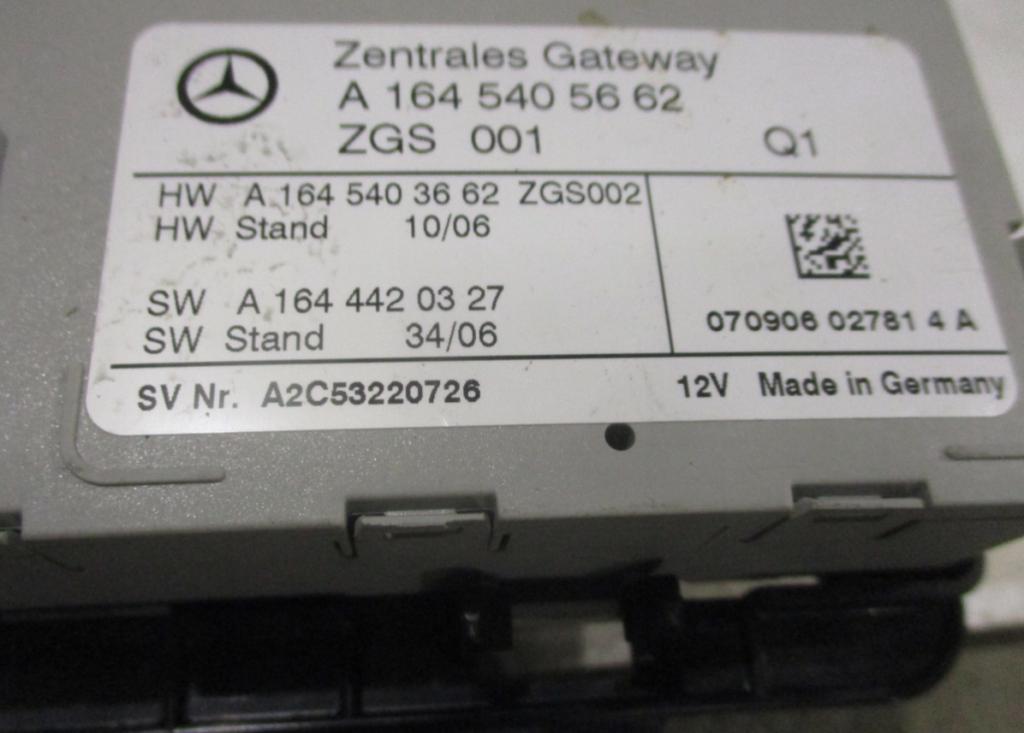 Zentrales Gateway
A 164 540 56 62
ZGS 001 Q1
HW A 164 540 36 62 ZGS002
HW Stand 10/06
SW A 164 442 03 27
SW Stand 34/06
070906 02781 4 A
SV Nr. A2C53220726 12V Made in Germany